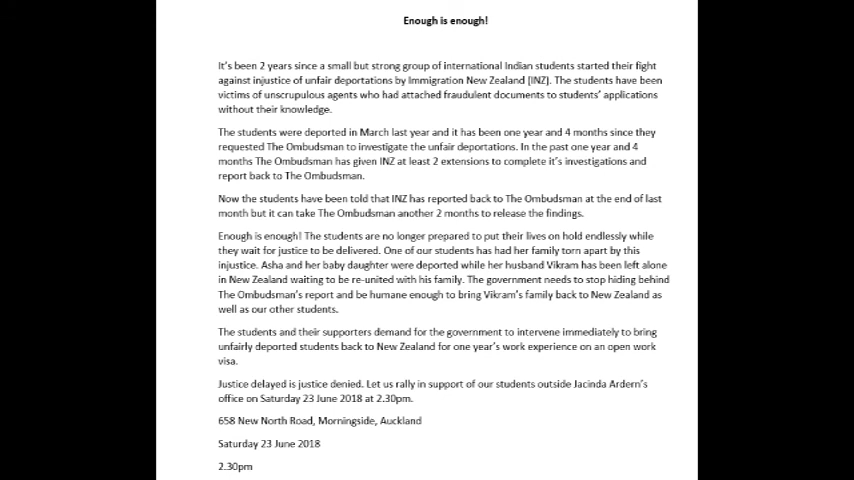 Enough is enough!
It's been 2 years since a small but strong group of international Indian students started their fight
against injustice of unfair deportations by Immigration New Zealand [INZ]. The students have been
victims of unscrupulous agents who had attached fraudulent documents to students' applications
without their knowledge.
The students were deported in March last year and it has been one year and 4 months since they
requested The Ombudsman to investigate the unfair deportations. In the past one year and 4
months The Ombudsman has given INZ at least 2 extensions to complete it's investigations and
report back to The Ombudsman.
Now the students have been told that INZ has reported back to The Ombudsman at the end of last
month but it can take The Ombudsman another 2 months to release the findings.
Enough is enough! The students are no longer prepared to put their lives on hold endlessly while
they wait for justice to be delivered. One of our students has had her family torn apart by this
injustice. Asha and her baby daughter were deported while her husband Vikram has been left alone
in New Zealand waiting to be re-united with his family. The government needs to stop hiding behind
The Ombudsman's report and be humane enough to bring Vikram's family back to New Zealand as
well as our other students.
The students and their supporters demand for the government to intervene immediately to bring
unfairly deported students back to New Zealand for one year's work experience on an open work
visa.
Justice delayed is justice denied. Let us rally in support of our students outside Jacinda Ardern's
office on Saturday 23 June 2018 at 2.30pm.
658 New North Road, Morningside, Auckland
Saturday 23 June 2018
2.30pm